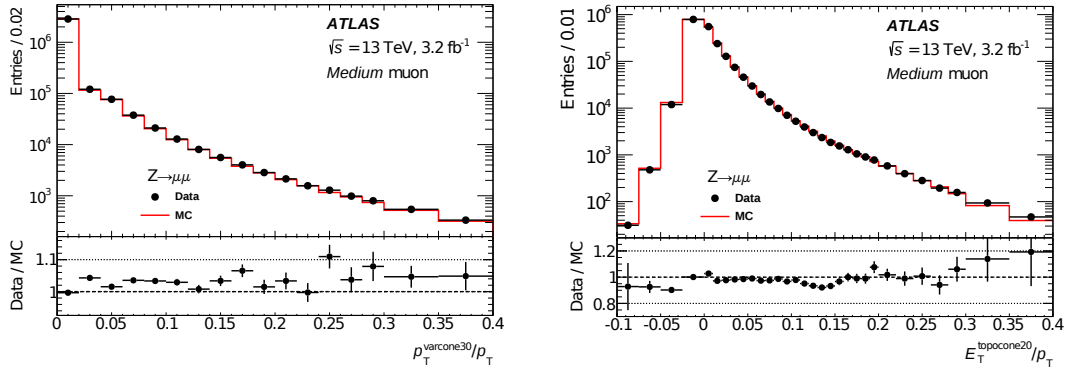 Entries / 0.02
10⁶
10⁵
10⁴
10³
ATLAS
√s = 13 TeV, 3.2 fb⁻¹
Medium muon
Z→μμ
Data
MC
Data / MC
1.1
1
0 0.05 0.1 0.15 0.2 0.25 0.3 0.35 0.4
p_T^varcone30/p_T
Entries / 0.01
10⁶
10⁵
10⁴
10³
10²
ATLAS
√s = 13 TeV, 3.2 fb⁻¹
Medium muon
Z→μμ
Data
MC
Data / MC
1.2
1
0.8
-0.1 -0.05 0 0.05 0.1 0.15 0.2 0.25 0.3 0.35 0.4
E_T^topocone20/p_T